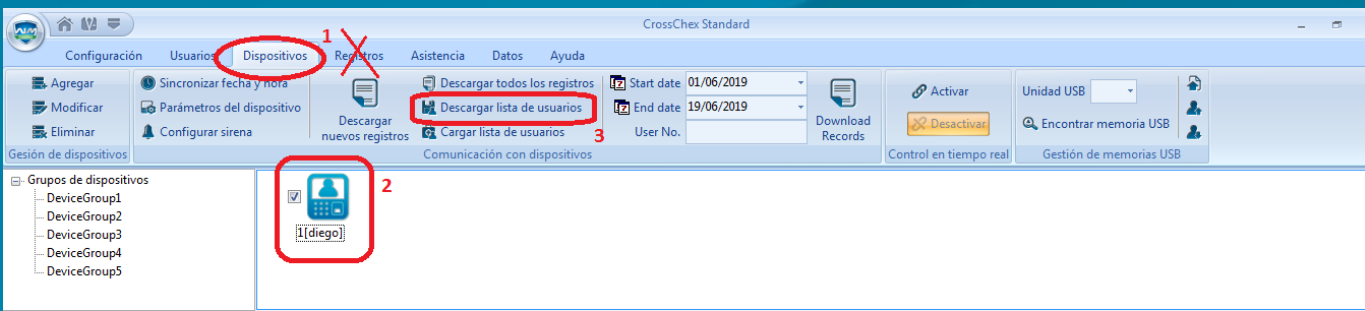 CrossChex Standard
Configuración Usuarios Dispositivos 1 Registros Asistencia Datos Ayuda
Agregar
Modificar
Eliminar
Gestión de dispositivos
Sincronizar fecha y hora
Parámetros del dispositivo
Configurar sirena
Descargar
nuevos registros
Descargar todos los registros
Descargar lista de usuarios
Cargar lista de usuarios
3
Start date 01/06/2019
End date 19/06/2019
User No.
Download
Records
Comunicación con dispositivos
Activar
Desactivar
Control en tiempo real
Unidad USB
Encontrar memoria USB
Gestión de memorias USB
Grupos de dispositivos
DeviceGroup1
DeviceGroup2
DeviceGroup3
DeviceGroup4
DeviceGroup5
2
1[diego]